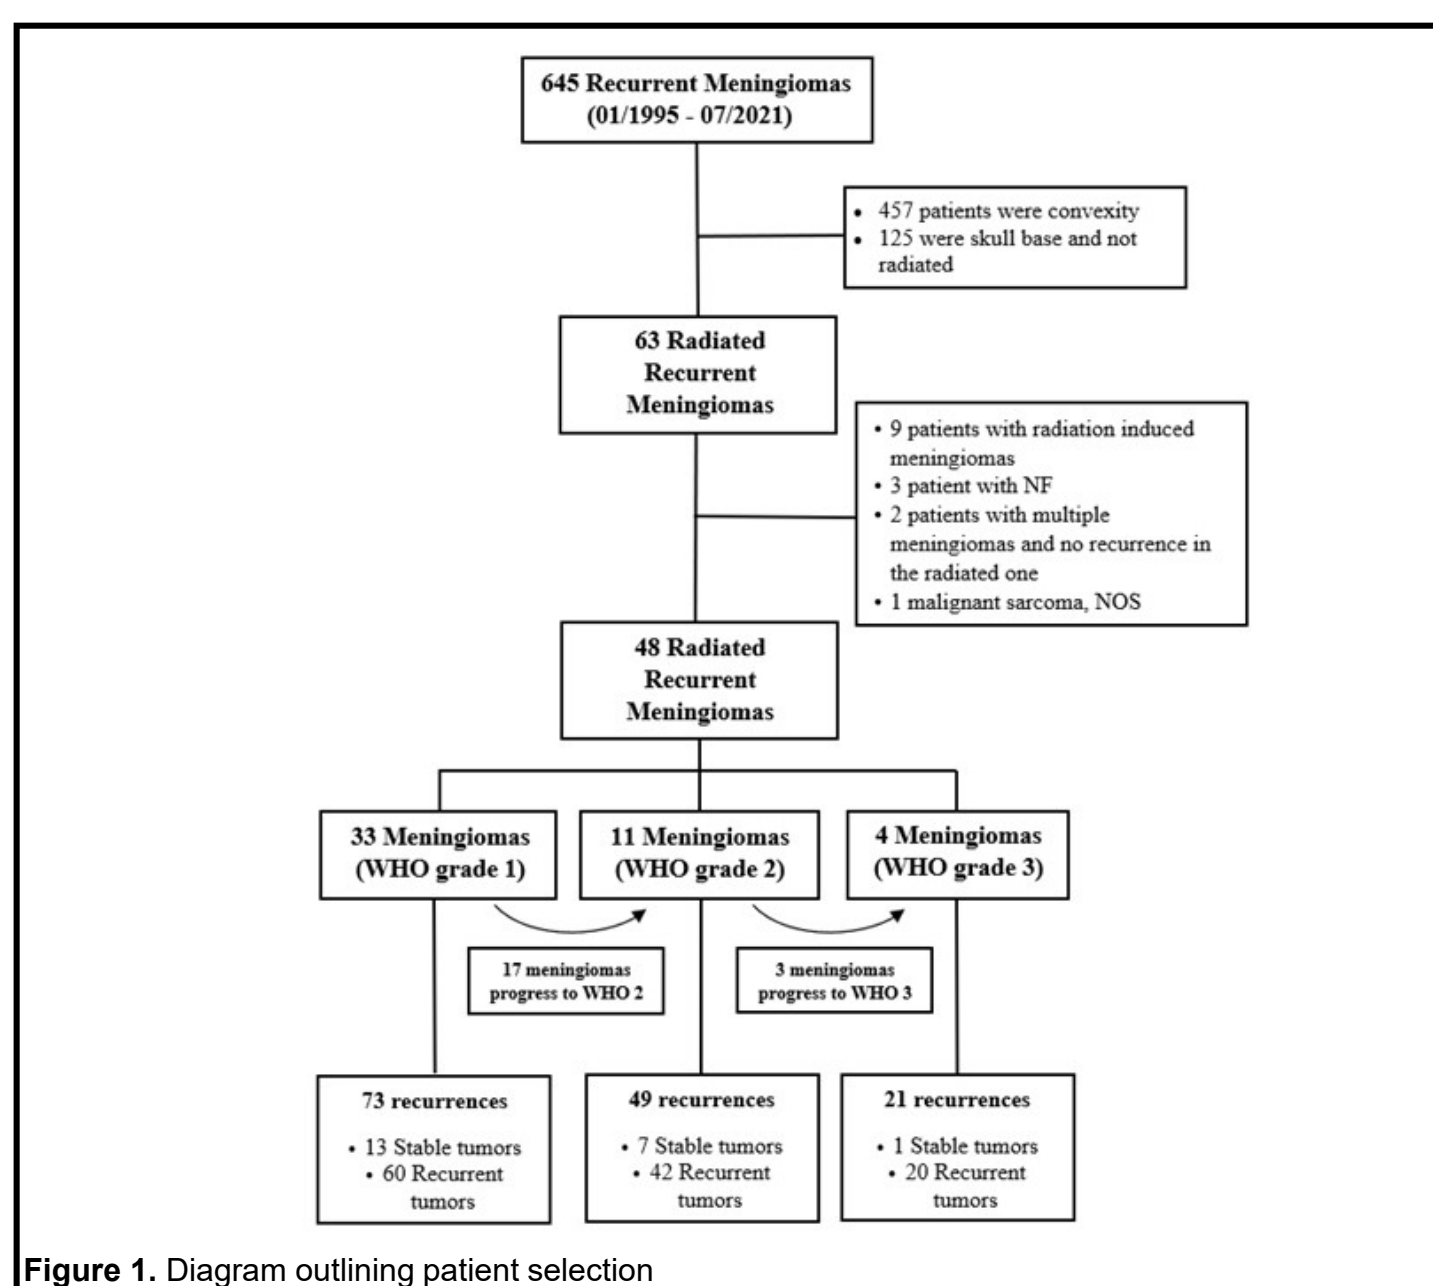 645 Recurrent Meningiomas
(01/1995 - 07/2021)
• 457 patients were convexity
• 125 were skull base and not
radiated
63 Radiated
Recurrent
Meningiomas
• 9 patients with radiation induced
meningiomas
• 3 patient with NF
• 2 patients with multiple
meningiomas and no recurrence in
the radiated one
• 1 malignant sarcoma, NOS
48 Radiated
Recurrent
Meningiomas
33 Meningiomas
(WHO grade 1)
11 Meningiomas
(WHO grade 2)
4 Meningiomas
(WHO grade 3)
17 meningiomas
progress to WHO 2
3 meningiomas
progress to WHO 3
73 recurrences
• 13 Stable tumors
• 60 Recurrent
tumors
49 recurrences
• 7 Stable tumors
• 42 Recurrent
tumors
21 recurrences
• 1 Stable tumors
• 20 Recurrent
tumors
Figure 1. Diagram outlining patient selection